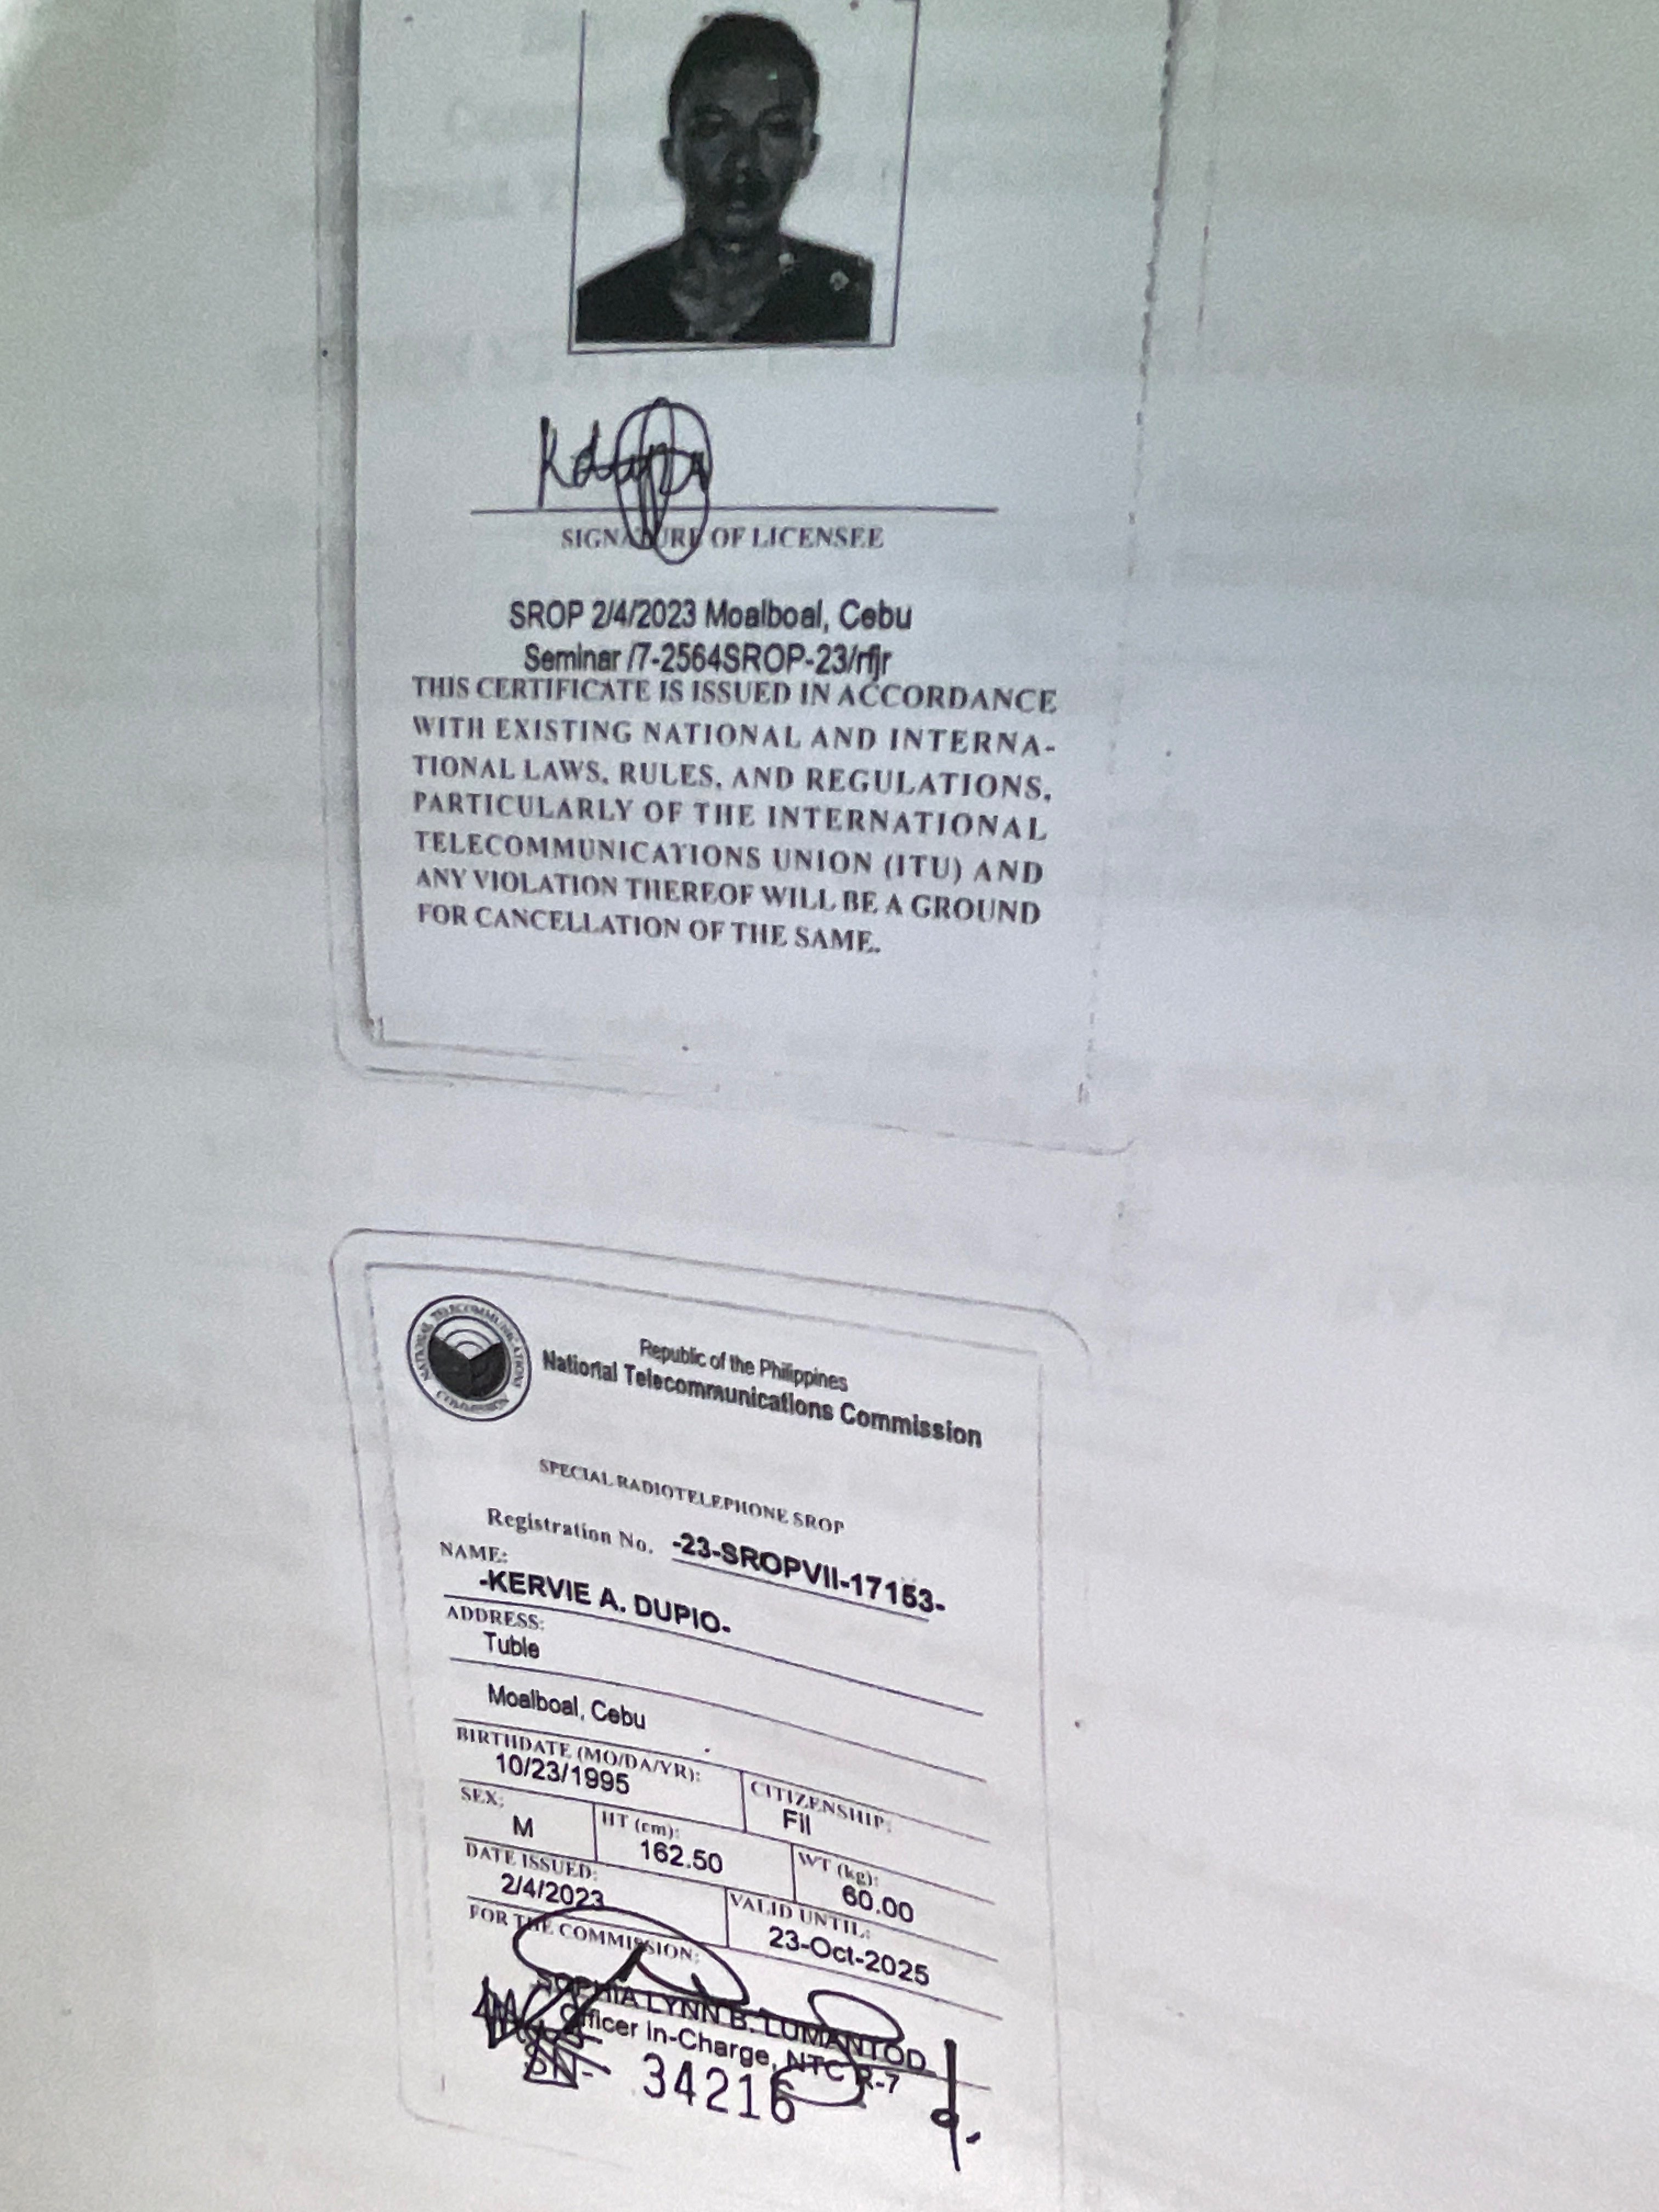 SIGNATURE OF LICENSEE
SROP 2/4/2023 Moalboal, Cebu
Seminar /7-2564SROP-23/rfjr
THIS CERTIFICATE IS ISSUED IN ACCORDANCE
WITH EXISTING NATIONAL AND INTERNA-
TIONAL LAWS, RULES, AND REGULATIONS,
PARTICULARLY OF THE INTERNATIONAL
TELECOMMUNICATIONS UNION (ITU) AND
ANY VIOLATION THEREOF WILL BE A GROUND
FOR CANCELLATION OF THE SAME.
NATIONAL TELECOMMUNICATIONS COMMISSION
Republic of the Philippines
National Telecommunications Commission
SPECIAL RADIOTELEPHONE SROP
Registration No. -23-SROPVII-17153-
NAME:
-KERVIE A. DUPIO-
ADDRESS:
Tuble
Moalboal, Cebu
BIRTHDATE (MO/DA/YR): CITIZENSHIP:
10/23/1995 Fil
SEX: HT (cm): WT (kg):
M 162.50 60.00
DATE ISSUED: VALID UNTIL:
2/4/2023 23-Oct-2025
FOR THE COMMISSION:
SOPHIA LYNN B. LUMANTOD
Officer In-Charge, NTC R-7
SN- 34216